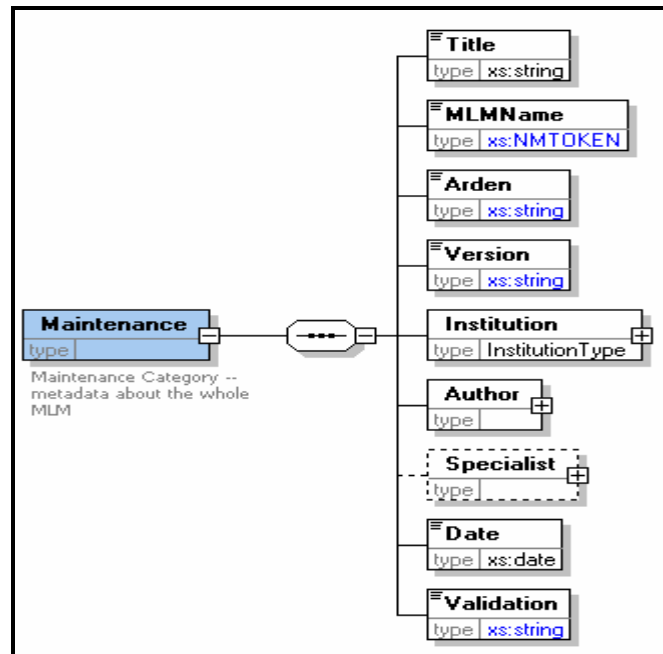 Title
type xs:string
MLMName
type xs:NMTOKEN
Arden
type xs:string
Version
type xs:string
Maintenance
type
Maintenance Category --
metadata about the whole
MLM
Institution
type InstitutionType
Author
type
Specialist
type
Date
type xs:date
Validation
type xs:string